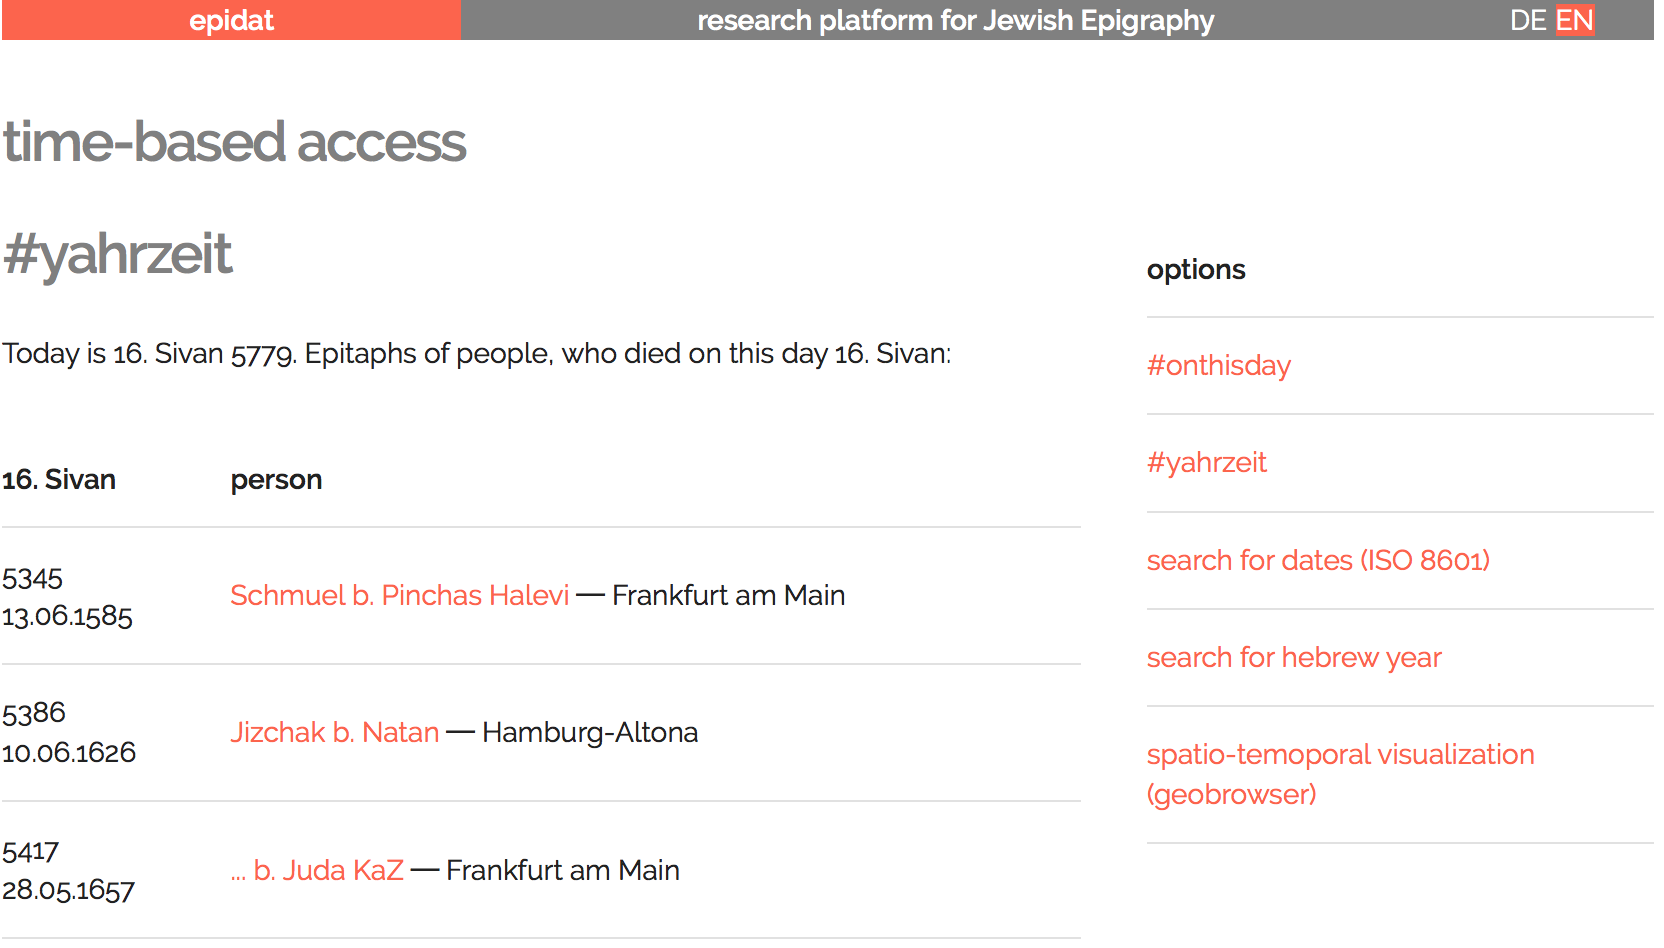 epidat
research platform for Jewish Epigraphy
DE EN
time-based access
#yahrzeit
Today is 16. Sivan 5779. Epitaphs of people, who died on this day 16. Sivan:
16. Sivan person
5345
13.06.1585
Schmuel b. Pinchas Halevi — Frankfurt am Main
5386
10.06.1626
Jizchak b. Natan — Hamburg-Altona
5417
28.05.1657
... b. Juda KaZ — Frankfurt am Main
options
#onthisday
#yahrzeit
search for dates (ISO 8601)
search for hebrew year
spatio-temoporal visualization
(geobrowser)